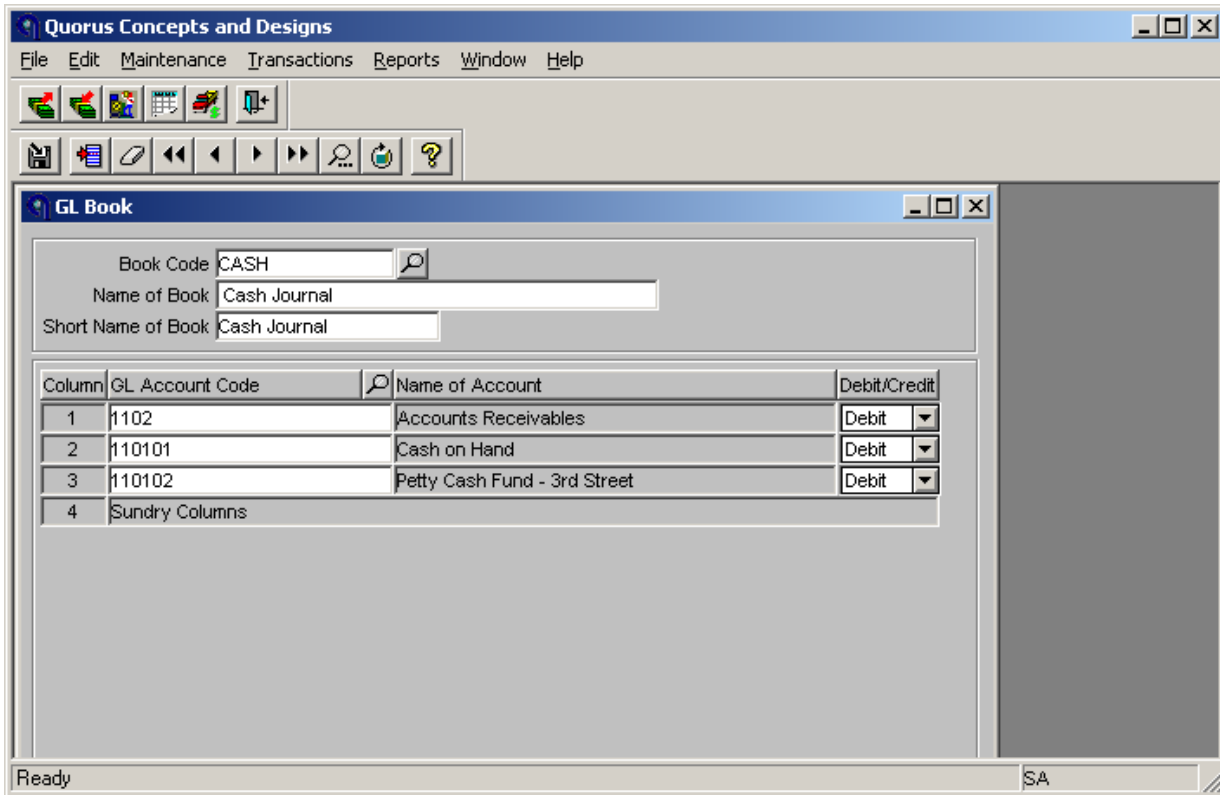 Quorus Concepts and Designs
File Edit Maintenance Transactions Reports Window Help
GL Book
Book Code CASH
Name of Book Cash Journal
Short Name of Book Cash Journal
Column GL Account Code Name of Account Debit/Credit
1 1102 Accounts Receivables Debit
2 110101 Cash on Hand Debit
3 110102 Petty Cash Fund - 3rd Street Debit
4 Sundry Columns
Ready SA